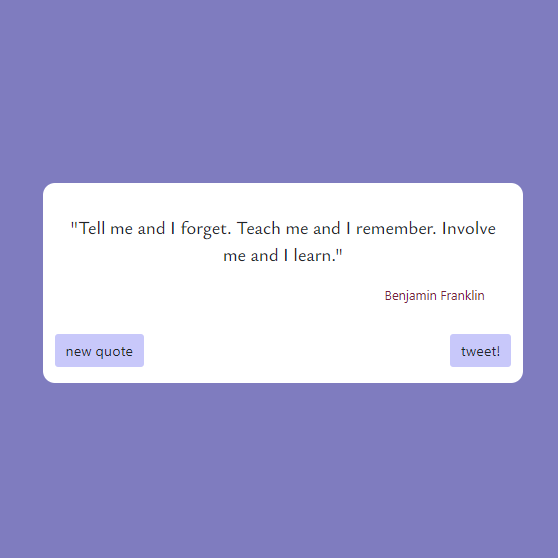 "Tell me and I forget. Teach me and I remember. Involve
me and I learn."
Benjamin Franklin
new quote
tweet!